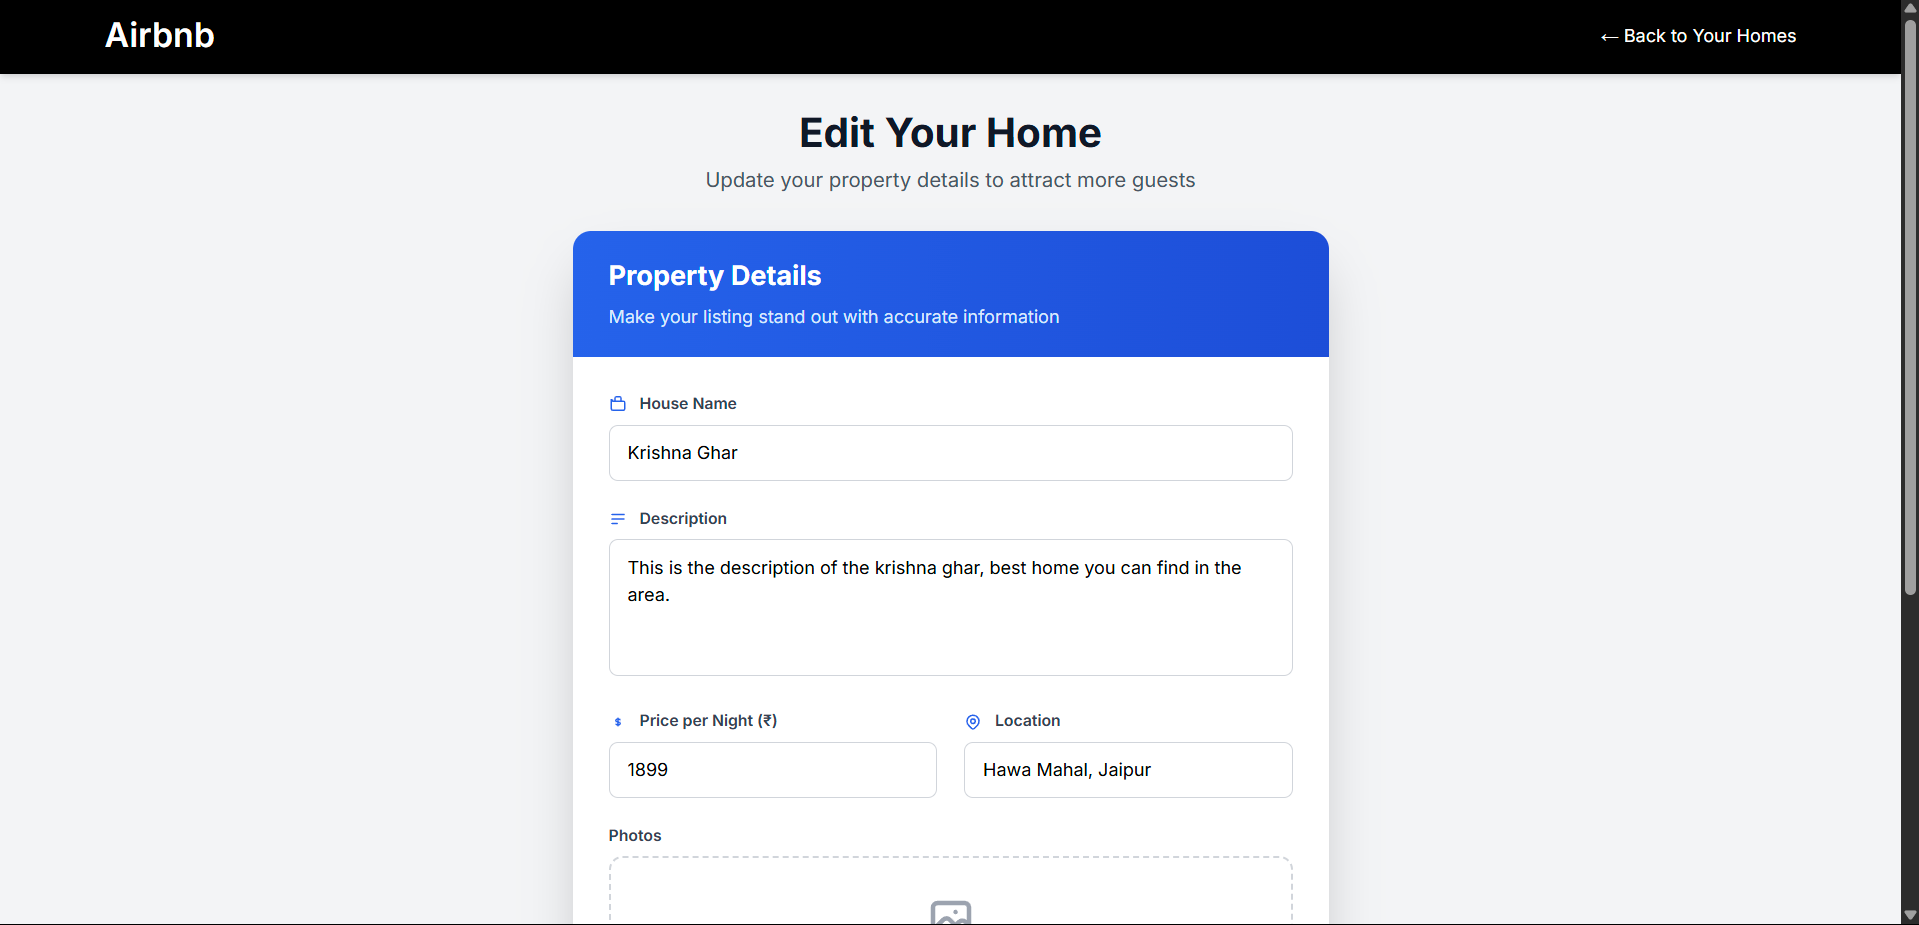 Airbnb
← Back to Your Homes
Edit Your Home
Update your property details to attract more guests
Property Details
Make your listing stand out with accurate information
House Name
Krishna Ghar
Description
This is the description of the krishna ghar, best home you can find in the
area.
$ Price per Night (₹)
Location
1899
Hawa Mahal, Jaipur
Photos